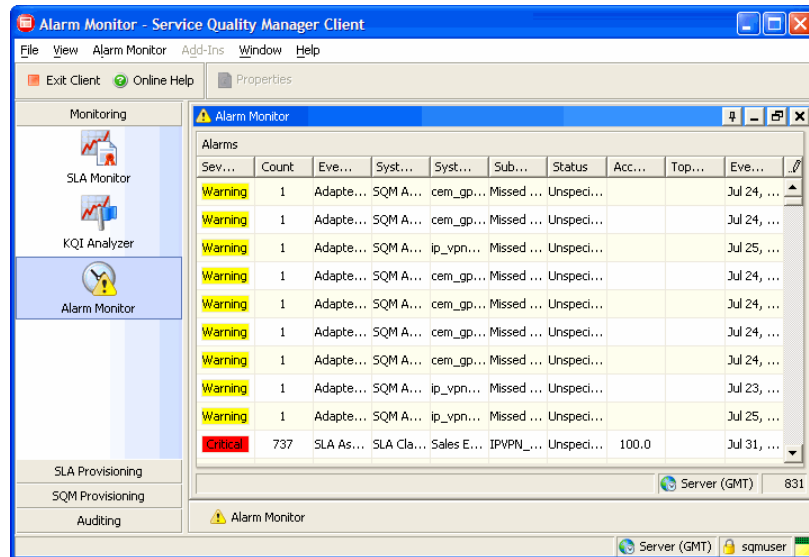 Alarm Monitor - Service Quality Manager Client
File View Alarm Monitor Add-Ins Window Help
Exit Client Online Help Properties
Monitoring
SLA Monitor
KQI Analyzer
Alarm Monitor
SLA Provisioning
SQM Provisioning
Auditing
Alarm Monitor
Alarms
Sev... Count Eve... Syst... Syst... Sub... Status Acc... Top... Eve...
Warning 1 Adapte... SQM A... cem_gp... Missed ... Unspeci... Jul 24, ...
Warning 1 Adapte... SQM A... cem_gp... Missed ... Unspeci... Jul 24, ...
Warning 1 Adapte... SQM A... ip_vpn... Missed ... Unspeci... Jul 25, ...
Warning 1 Adapte... SQM A... cem_gp... Missed ... Unspeci... Jul 24, ...
Warning 1 Adapte... SQM A... cem_gp... Missed ... Unspeci... Jul 24, ...
Warning 1 Adapte... SQM A... cem_gp... Missed ... Unspeci... Jul 24, ...
Warning 1 Adapte... SQM A... cem_gp... Missed ... Unspeci... Jul 24, ...
Warning 1 Adapte... SQM A... ip_vpn... Missed ... Unspeci... Jul 23, ...
Warning 1 Adapte... SQM A... ip_vpn... Missed ... Unspeci... Jul 25, ...
Critical 737 SLA As... SLA Cla... Sales E... IPVPN_... Unspeci... 100.0 Jul 31, ...
Server (GMT) 831
Alarm Monitor
Server (GMT) sqmuser